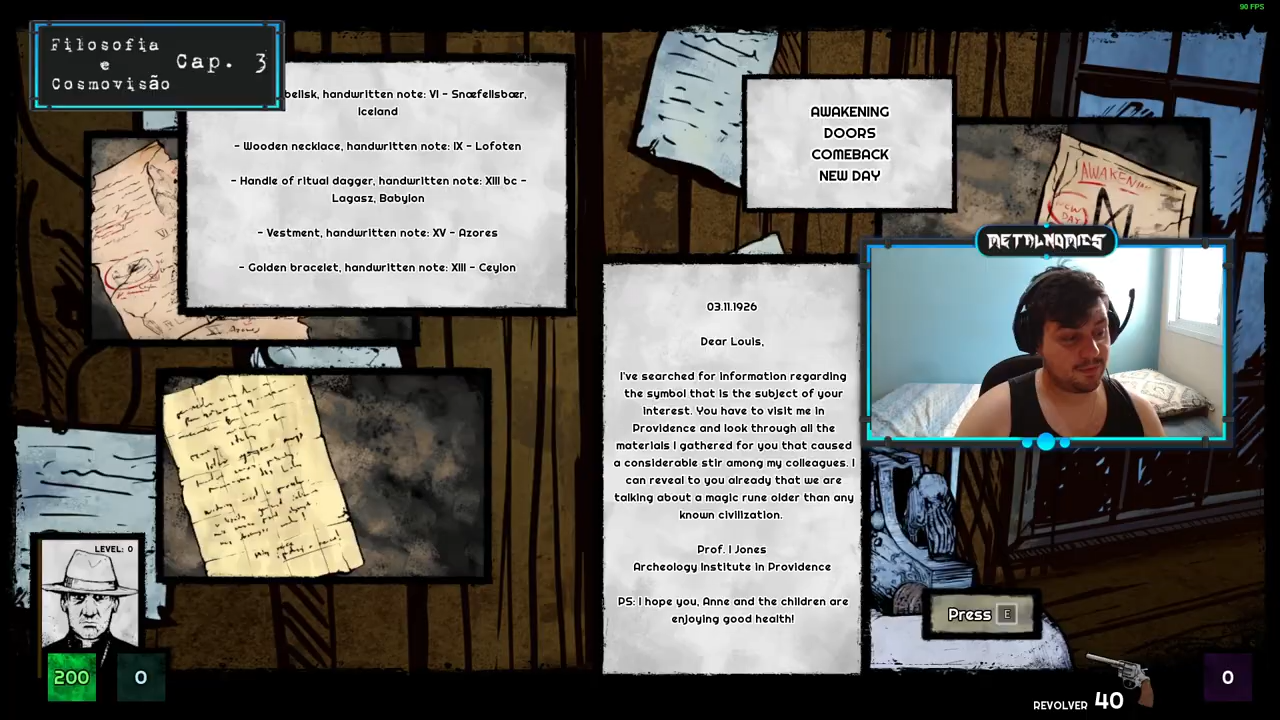 90 FPS
Filosofia
e
Cosmovisão
Cap. 3
handwritten note: VI - Snæfellsbær,
Iceland
- Wooden necklace, handwritten note: IX - Lofoten
- Handle of ritual dagger, handwritten note: XIII bc -
Lagasz, Babylon
- Vestment, handwritten note: XV - Azores
- Golden bracelet, handwritten note: XIII - Ceylon
AWAKENING
DOORS
COMEBACK
NEW DAY
AWAKENIN
NEW
DAY
METALNOMICS
03.11.1926
Dear Louis,
I've searched for information regarding
the symbol that is the subject of your
interest. You have to visit me in
Providence and look through all the
materials I gathered for you that caused
a considerable stir among my colleagues. I
can reveal to you already that we are
talking about a magic rune older than any
known civilization.
Prof. I Jones
Archeology Institute in Providence
PS: I hope you, Anne and the children are
enjoying good health!
LEVEL: 0
200
0
Press E
REVOLVER 40
0